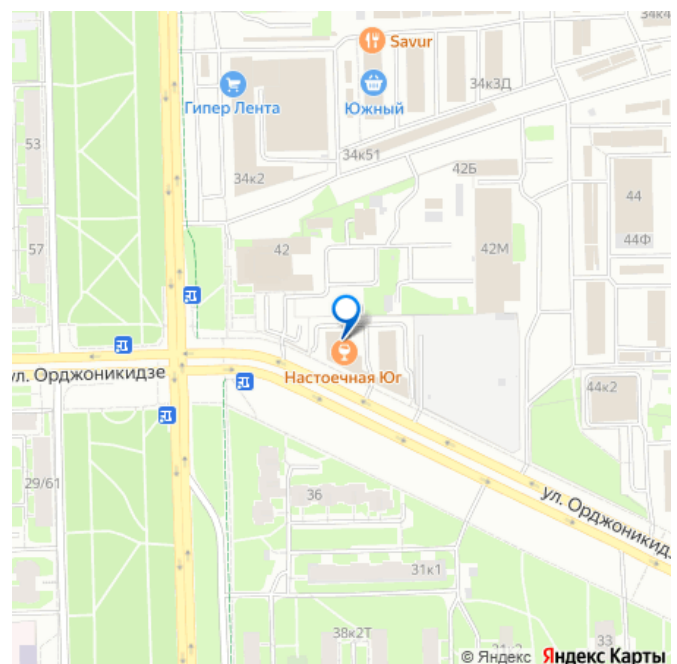 34к4
Savur
34к3Д
Гипер Лента
Южный
53
34к51
42Б
34к2
44
57
42
42М
44Ф
ул. Орджоникидзе
Настоечная Юг
44к2
29/61
36
ул. Орджоникидз
31к1
38к2Т
33
© Яндекс Яндекс Карты